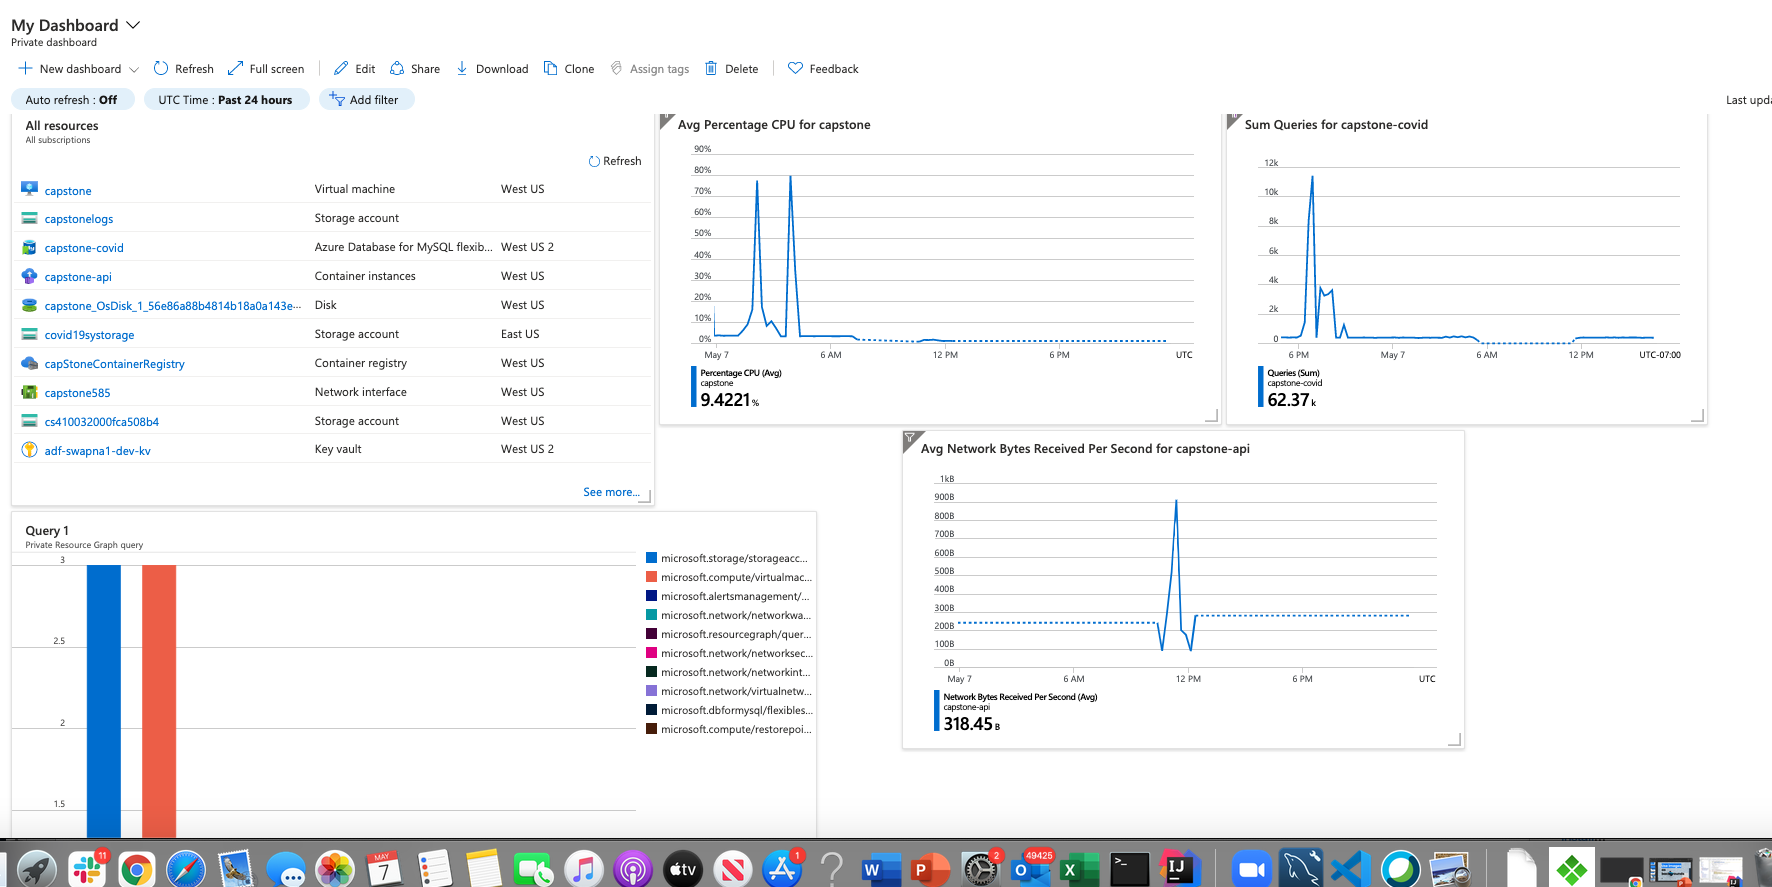 My Dashboard
Private dashboard
New dashboard Refresh Full screen Edit Share Download Clone Assign tags Delete Feedback
Auto refresh : Off UTC Time : Past 24 hours Add filter
All resources
All subscriptions
Refresh
capstone Virtual machine West US
capstonelogs Storage account
capstone-covid Azure Database for MySQL flexib... West US 2
capstone-api Container instances West US
capstone_OsDisk_1_56e86a88b4814b18a0a143e... Disk West US
covid19systorage Storage account East US
capStoneContainerRegistry Container registry West US
capstone585 Network interface West US
cs410032000fca508b4 Storage account West US
adf-swapna1-dev-kv Key vault West US 2
See more...
Avg Percentage CPU for capstone
90%
80%
70%
60%
50%
40%
30%
20%
10%
0%
May 7 6 AM 12 PM 6 PM UTC
Percentage CPU (Avg)
capstone
9.4221 %
Sum Queries for capstone-covid
12k
10k
8k
6k
4k
2k
0
6 PM May 7 6 AM 12 PM UTC-07:00
Queries (Sum)
capstone-covid
62.37 k
Avg Network Bytes Received Per Second for capstone-api
1kB
900B
800B
700B
600B
500B
400B
300B
200B
100B
0B
May 7 6 AM 12 PM 6 PM UTC
Network Bytes Received Per Second (Avg)
capstone-api
318.45 B
Query 1
Private Resource Graph query
3
2.5
2
1.5
microsoft.storage/storageacc...
microsoft.compute/virtualmac...
microsoft.alertsmanagement/...
microsoft.network/networkwa...
microsoft.resourcegraph/quer...
microsoft.network/networksec...
microsoft.network/networkint...
microsoft.network/virtualnetw...
microsoft.dbformysql/flexibles...
microsoft.compute/restorepoi...
11 MAY 7 tv 1 ? W P 2 O 49425 X >_ IJ